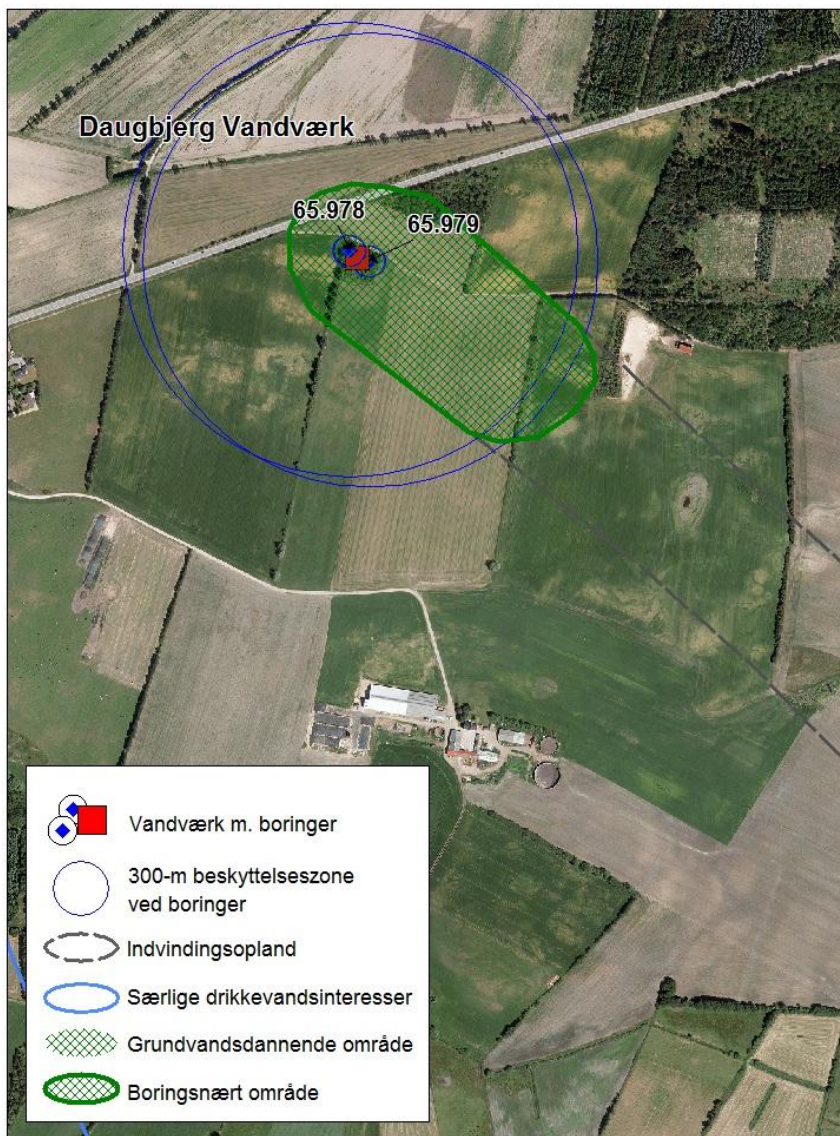 Daugbjerg Vandværk
65.978
65.979
Vandværk m. boringer
300-m beskyttelseszone
ved boringer
Indvindingsopland
Særlige drikkevandsinteresser
Grundvandsdannende område
Boringsnært område